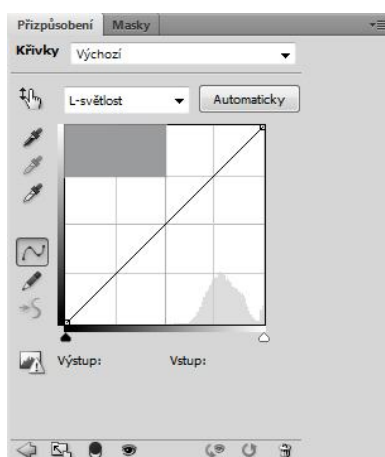 Přizpůsobení Masky
Křivky Výchozí
L-světlost Automaticky
Výstup: Vstup: